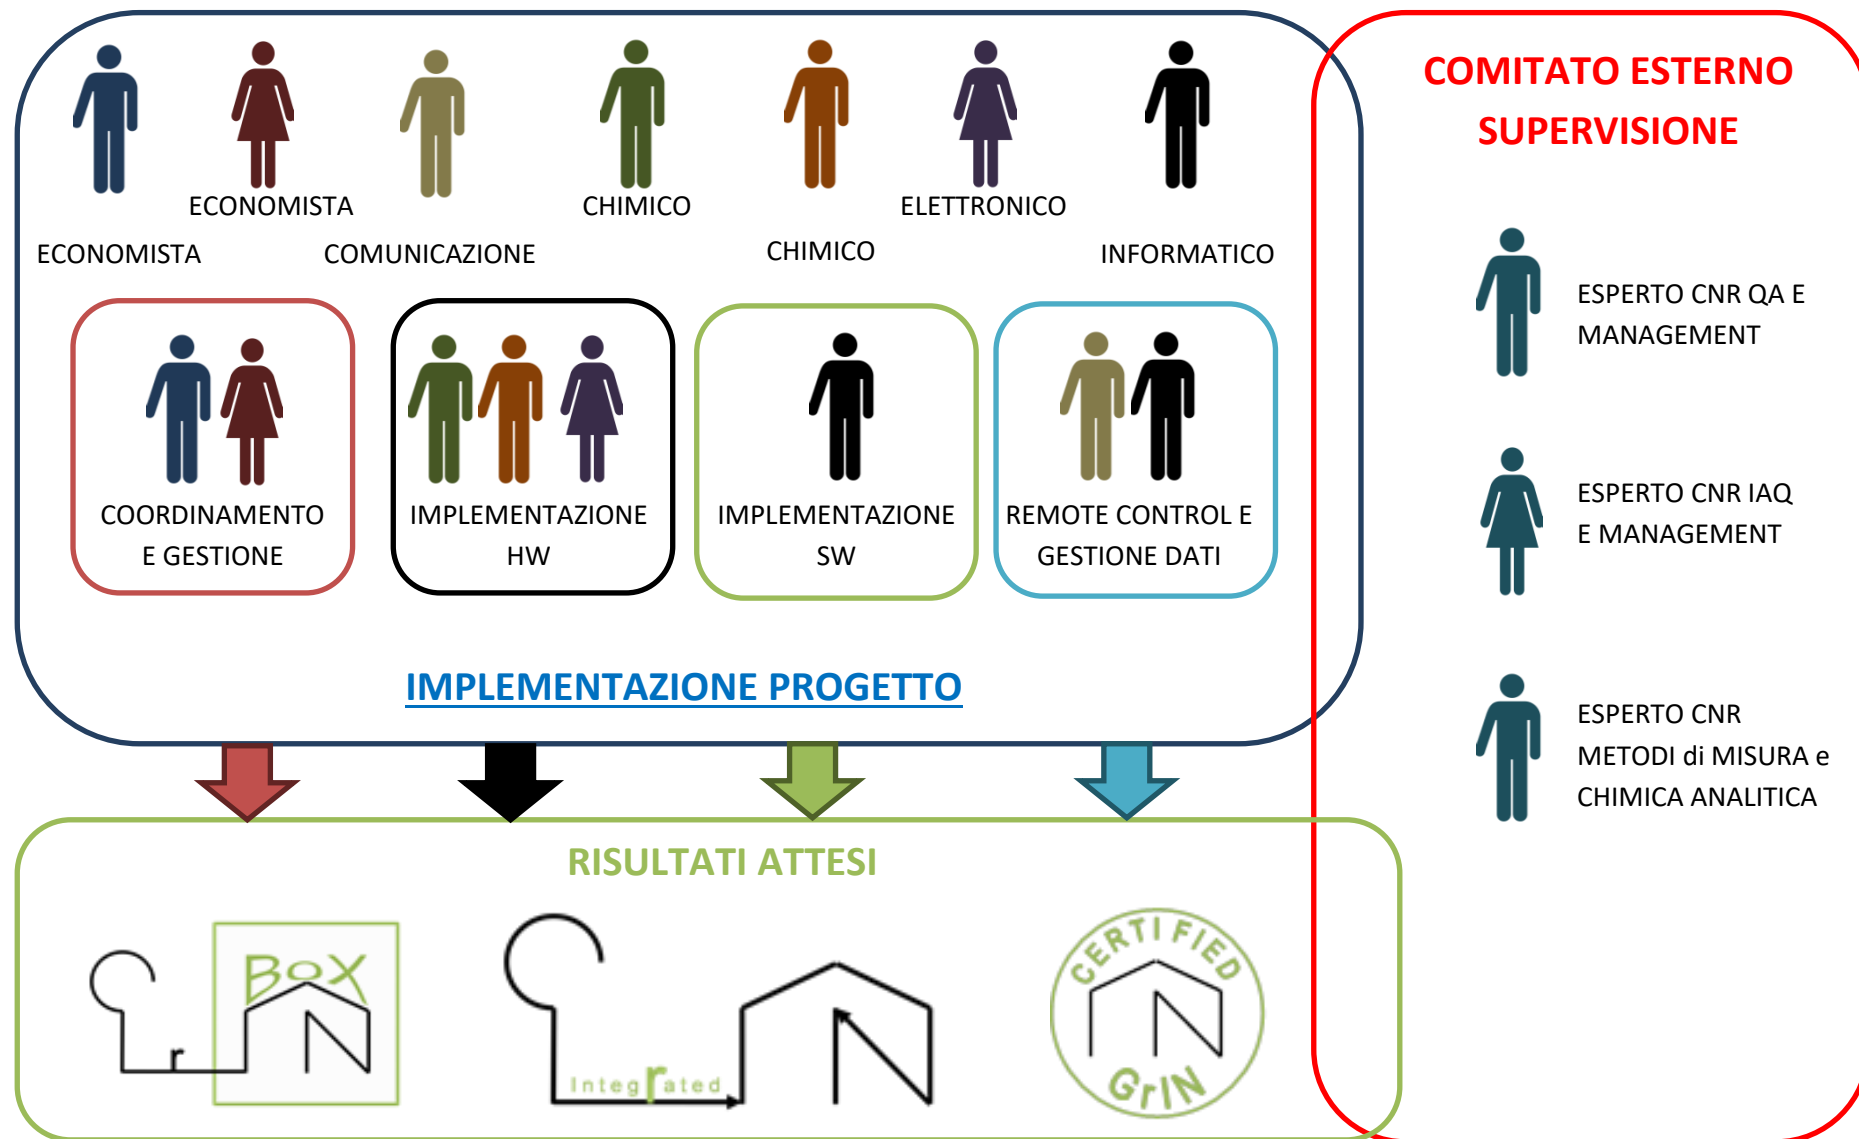 COMITATO ESTERNO
SUPERVISIONE
ECONOMISTA
CHIMICO
ELETTRONICO
ECONOMISTA
COMUNICAZIONE
CHIMICO
INFORMATICO
ESPERTO CNR QA E
MANAGEMENT
COORDINAMENTO
E GESTIONE
IMPLEMENTAZIONE
HW
IMPLEMENTAZIONE
SW
REMOTE CONTROL E
GESTIONE DATI
ESPERTO CNR IAQ
E MANAGEMENT
IMPLEMENTAZIONE PROGETTO
ESPERTO CNR
METODI di MISURA e
CHIMICA ANALITICA
RISULTATI ATTESI
BOX
r
N
Integrated
N
CERTIFIED
N
GrIN